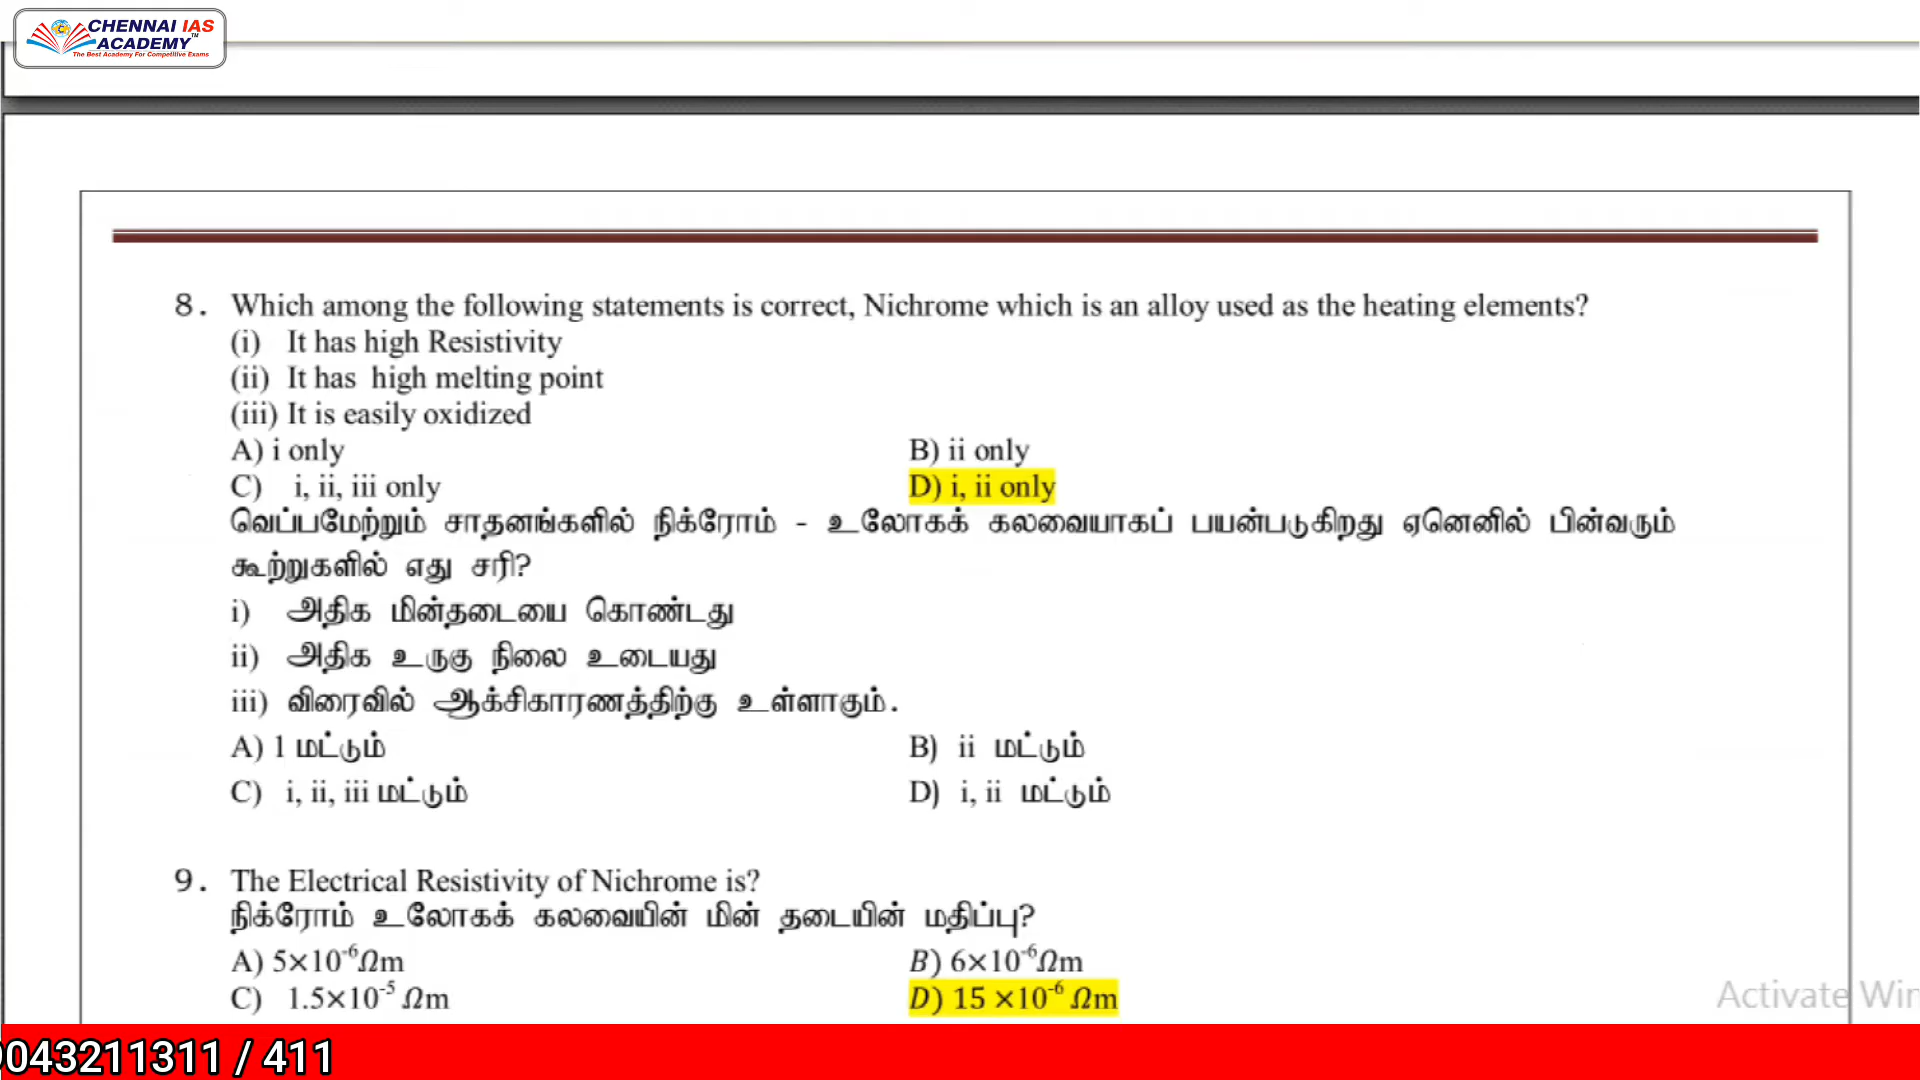 CHENNAI IAS
ACADEMY™
The Best Academy For Competitive Exams
8. Which among the following statements is correct, Nichrome which is an alloy used as the heating elements?
(i) It has high Resistivity
(ii) It has high melting point
(iii) It is easily oxidized
A) i only B) ii only
C) i, ii, iii only D) i, ii only
வெப்பமேற்றும் சாதனங்களில் நிக்ரோம் - உலோகக் கலவையாகப் பயன்படுகிறது ஏனெனில் பின்வரும்
கூற்றுகளில் எது சரி?
i) அதிக மின்தடையை கொண்டது
ii) அதிக உருகு நிலை உடையது
iii) விரைவில் ஆக்சிகாரணத்திற்கு உள்ளாகும்.
A) 1 மட்டும் B) ii மட்டும்
C) i, ii, iii மட்டும் D) i, ii மட்டும்
9. The Electrical Resistivity of Nichrome is?
நிக்ரோம் உலோகக் கலவையின் மின் தடையின் மதிப்பு?
A) 5×10⁻⁶Ωm B) 6×10⁻⁶Ωm
C) 1.5×10⁻⁵ Ωm D) 15 ×10⁻⁶ Ωm
Activate Win
9043211311 / 411